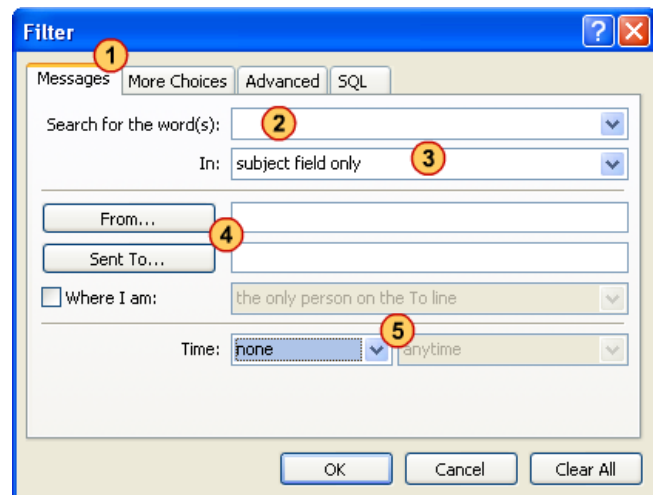 Filter
1
Messages More Choices Advanced SQL
Search for the word(s): 2
In: subject field only 3
From...
4
Sent To...
Where I am: the only person on the To line
5
Time: none anytime
OK Cancel Clear All